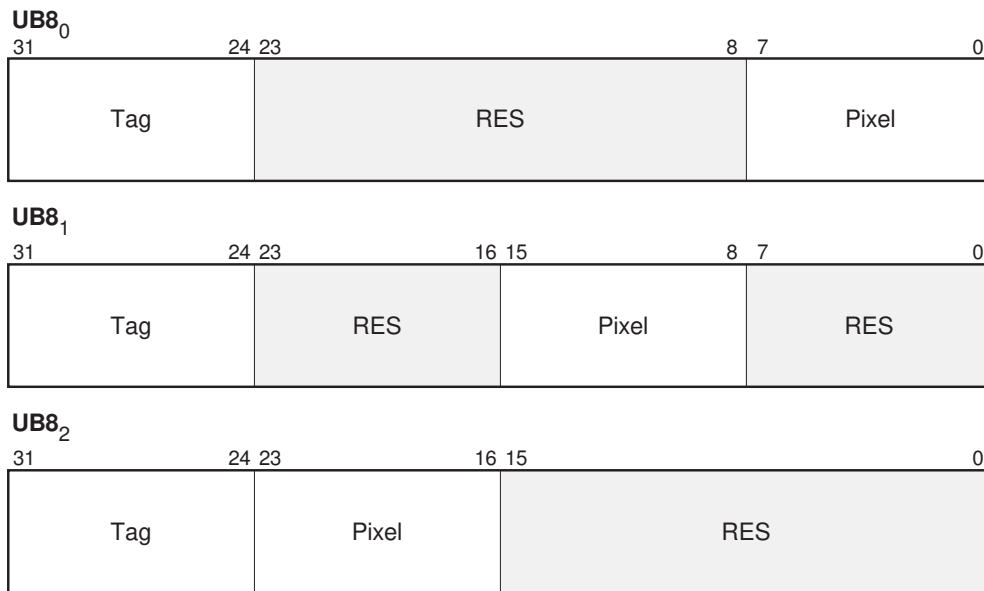 UB8₀
31 24 23 8 7 0
Tag RES Pixel
UB8₁
31 24 23 16 15 8 7 0
Tag RES Pixel RES
UB8₂
31 24 23 16 15 0
Tag Pixel RES